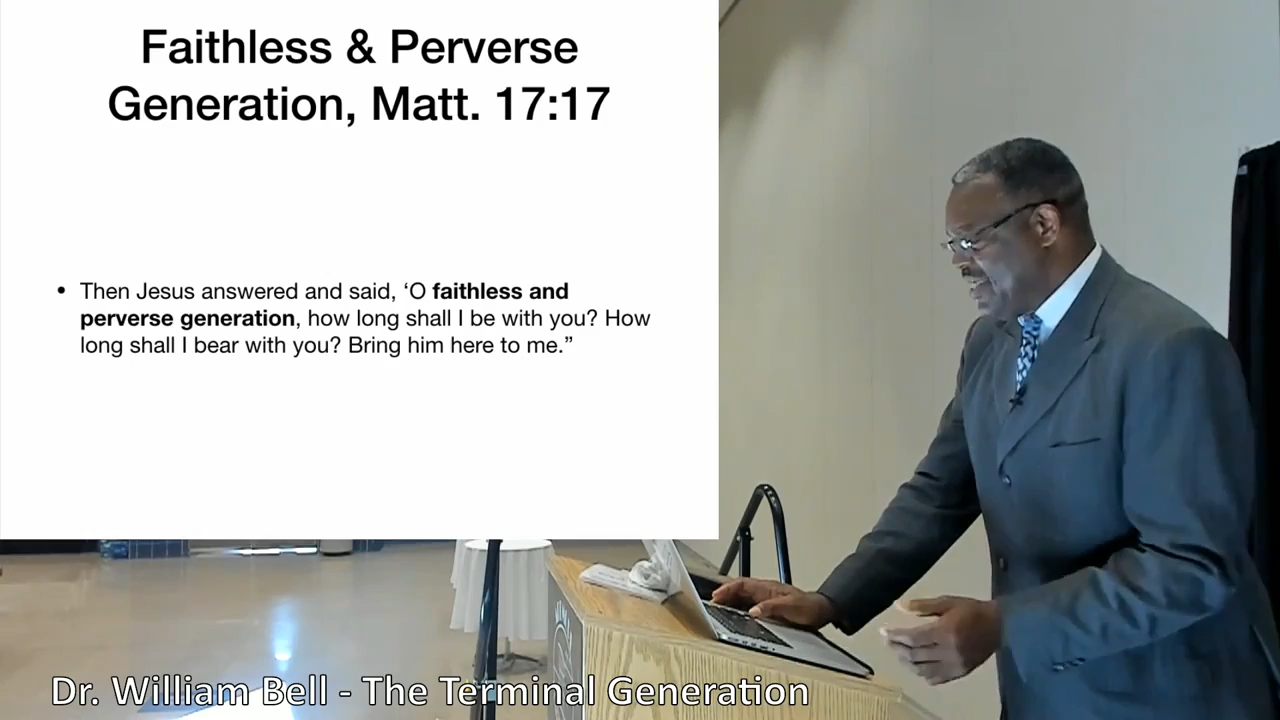 Faithless & Perverse
Generation, Matt. 17:17
• Then Jesus answered and said, ‘O faithless and
perverse generation, how long shall I be with you? How
long shall I bear with you? Bring him here to me.”
Dr. William Bell - The Terminal Generation